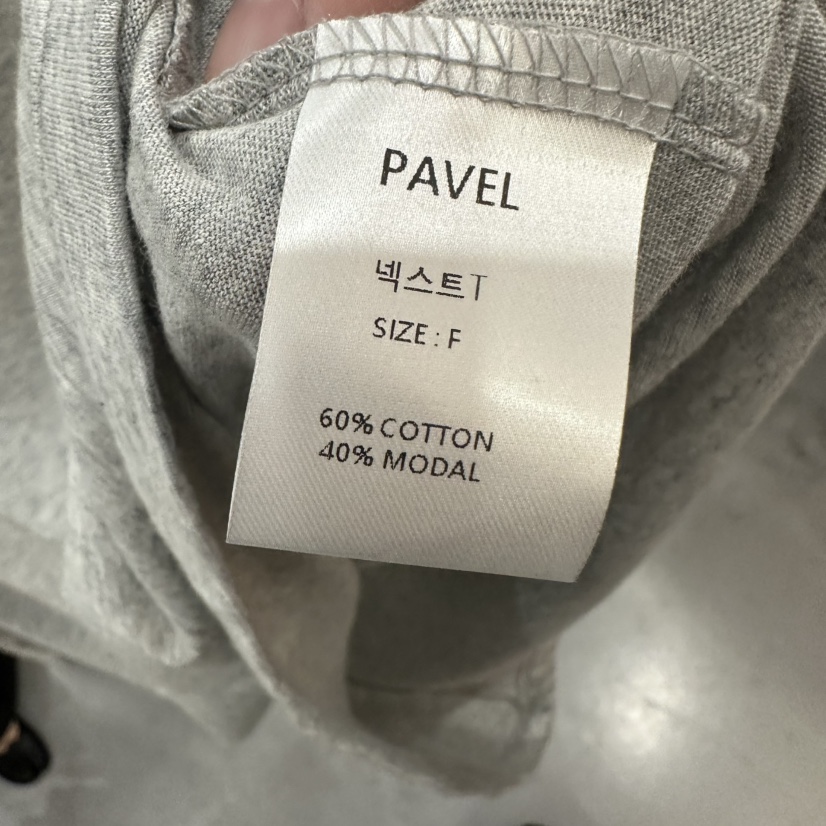 PAVEL
넥스트T
SIZE : F
60% COTTON
40% MODAL